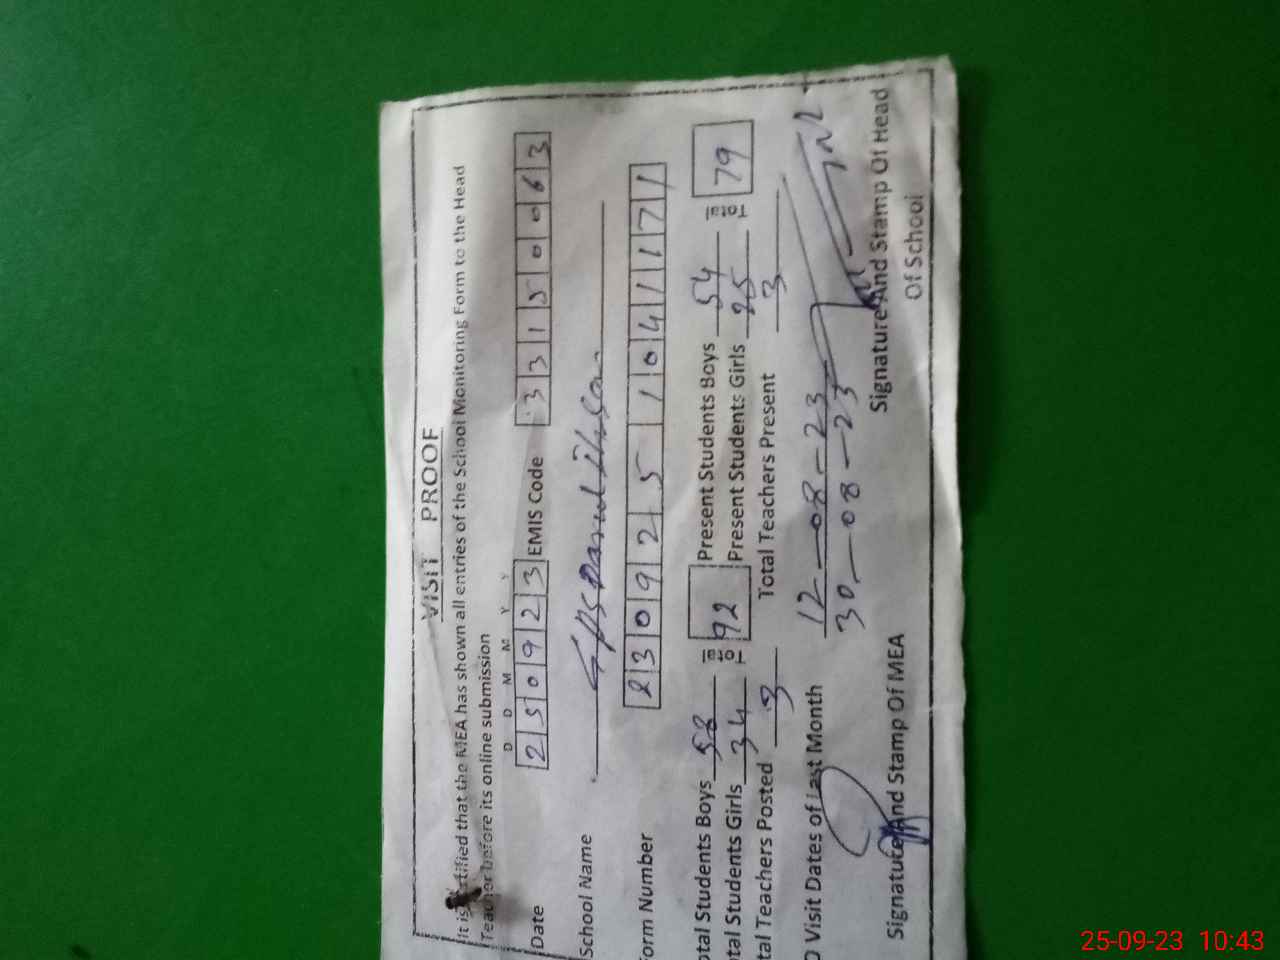 VISIT PROOF
It is certified that the MEA has shown all entries of the School Monitoring Form to the Head
Teacher before its online submission
D D M M Y Y
Date 2 5 0 9 2 3 EMIS Code 3 3 1 5 0 0 6 3
School Name GPS
Form Number 2 3 0 9 2 5 1 0 4 1 1 7 1
otal Students Boys 58 Present Students Boys 54
otal Students Girls 34 92 Present Students Girls 25 79
tal Teachers Posted 3 Total Teachers Present 3
O Visit Dates of Last Month 12-08-23
30-08-23
Signature And Stamp Of MEA Signature And Stamp Of Head
Of School
25-09-23 10:43